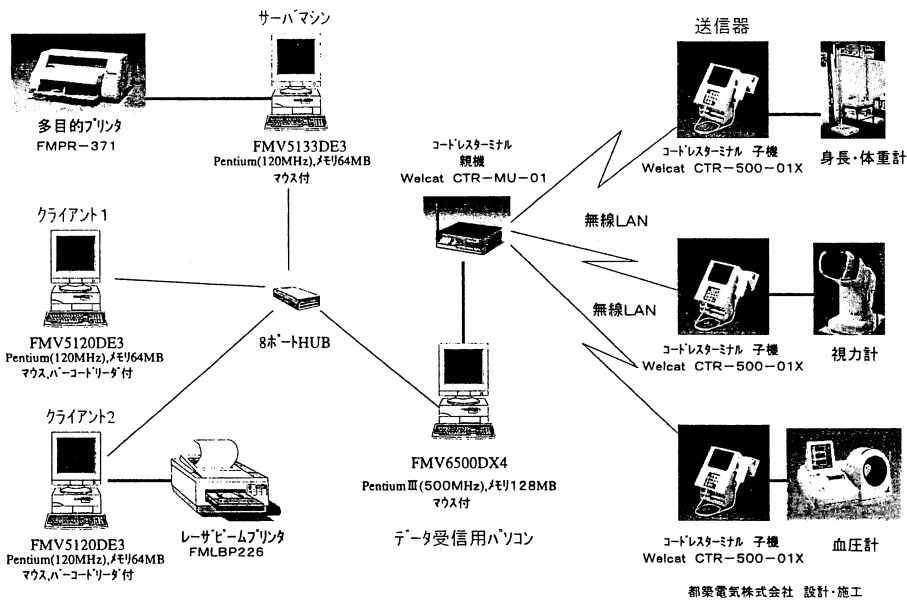 サーバマシン
多目的プリンタ
FMPR－371
FMV5133DE3
Pentium(120MHz),メモリ64MB
マウス付
クライアント1
FMV5120DE3
Pentium(120MHz),メモリ64MB
マウス,バーコードリーダ付
8ポートHUB
クライアント2
FMV5120DE3
Pentium(120MHz),メモリ64MB
マウス,バーコードリーダ付
レーザビームプリンタ
FMLBP226
コードレスターミナル
親機
Welcat CTR－MU－01
FMV6500DX4
PentiumⅢ(500MHz),メモリ128MB
マウス付
データ受信用パソコン
送信器
コードレスターミナル 子機
Welcat CTR－500－01X
身長・体重計
無線LAN
無線LAN
コードレスターミナル 子機
Welcat CTR－500－01X
視力計
コードレスターミナル 子機
Welcat CTR－500－01X
血圧計
都築電気株式会社 設計・施工